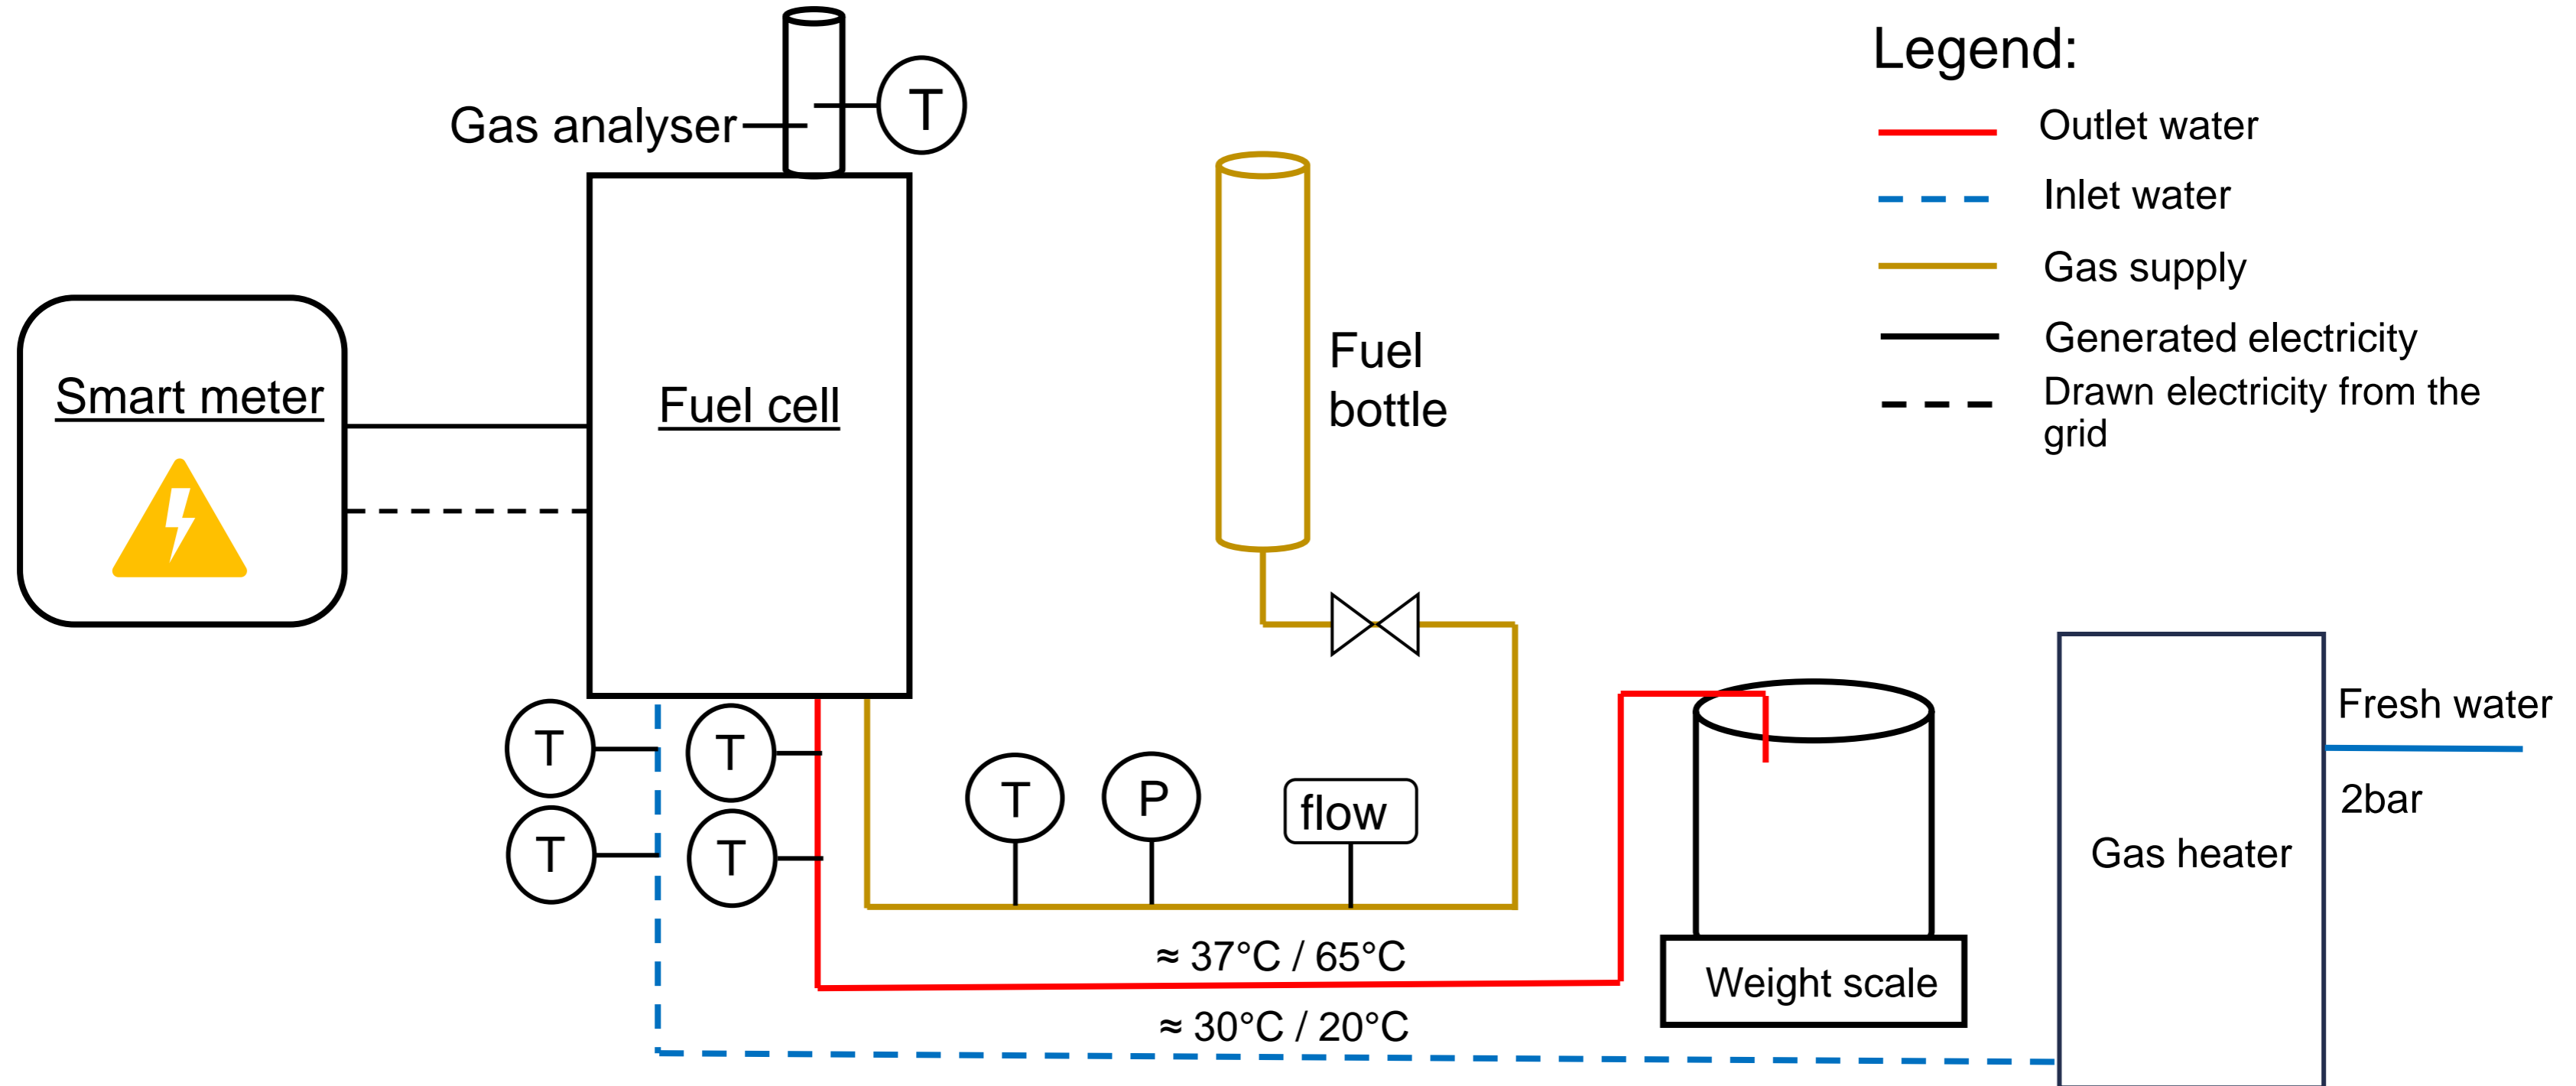 Legend:
Outlet water
Inlet water
Gas supply
Generated electricity
Drawn electricity from the
grid
Gas analyser
T
Smart meter
Fuel cell
Fuel
bottle
T
T
T
T
T
P
flow
≈ 37°C / 65°C
≈ 30°C / 20°C
Weight scale
Gas heater
Fresh water
2bar